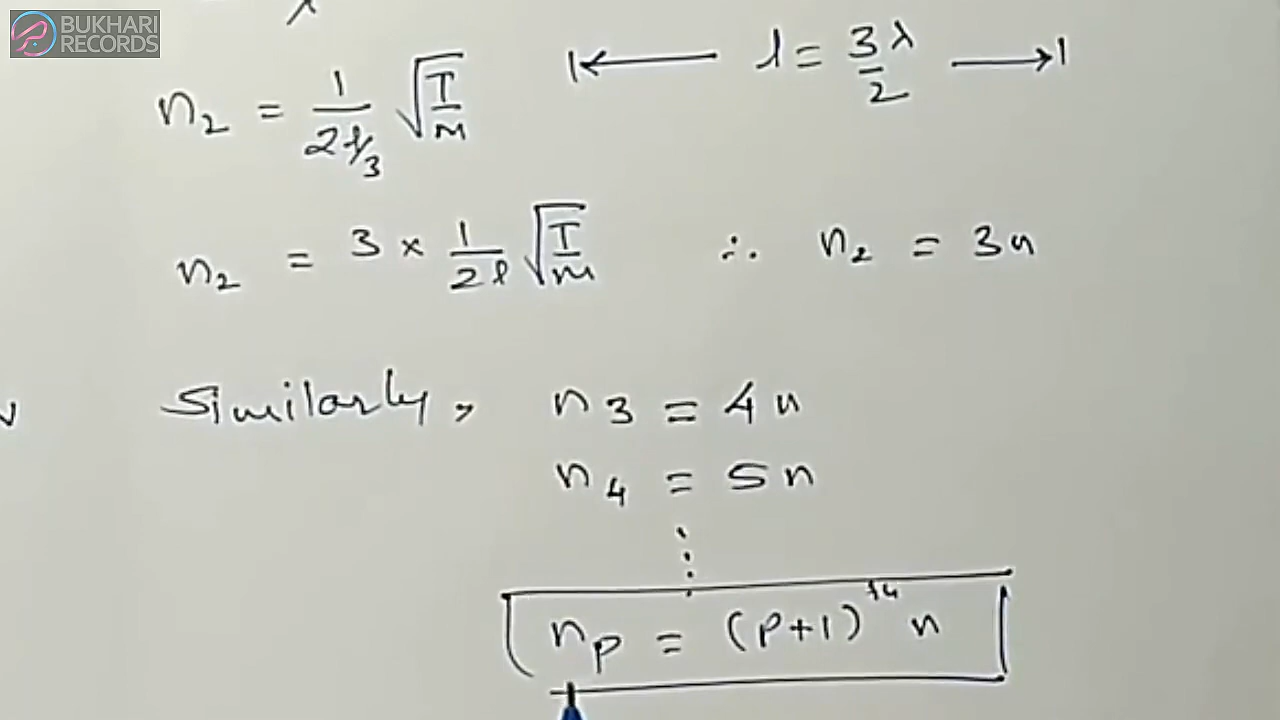 BUKHARI
RECORDS
n₂ = 1/(2l/3) √(T/m)
l = 3λ/2
n₂ = 3 × 1/(2l) √(T/m) ∴ n₂ = 3n
Similarly, n₃ = 4n
n₄ = 5n
⋮
nₚ = (P+1)ᵗʰ n